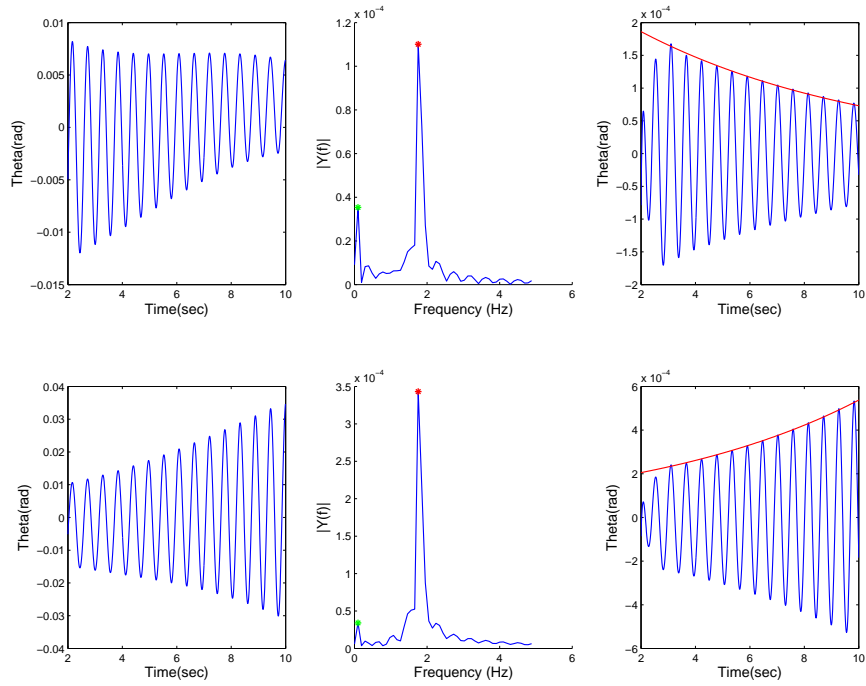 0.01
0.005
0
−0.005
−0.01
−0.015
Theta(rad)
2 4 6 8 10
Time(sec)
x 10⁻⁴
1.2
1
0.8
0.6
0.4
0.2
0
|Y(f)|
0 2 4 6
Frequency (Hz)
x 10⁻⁴
2
1.5
1
0.5
0
−0.5
−1
−1.5
−2
Theta(rad)
2 4 6 8 10
Time(sec)
0.04
0.03
0.02
0.01
0
−0.01
−0.02
−0.03
−0.04
Theta(rad)
2 4 6 8 10
Time(sec)
x 10⁻⁴
3.5
3
2.5
2
1.5
1
0.5
0
|Y(f)|
0 2 4 6
Frequency (Hz)
x 10⁻⁴
6
4
2
0
−2
−4
−6
Theta(rad)
2 4 6 8 10
Time(sec)